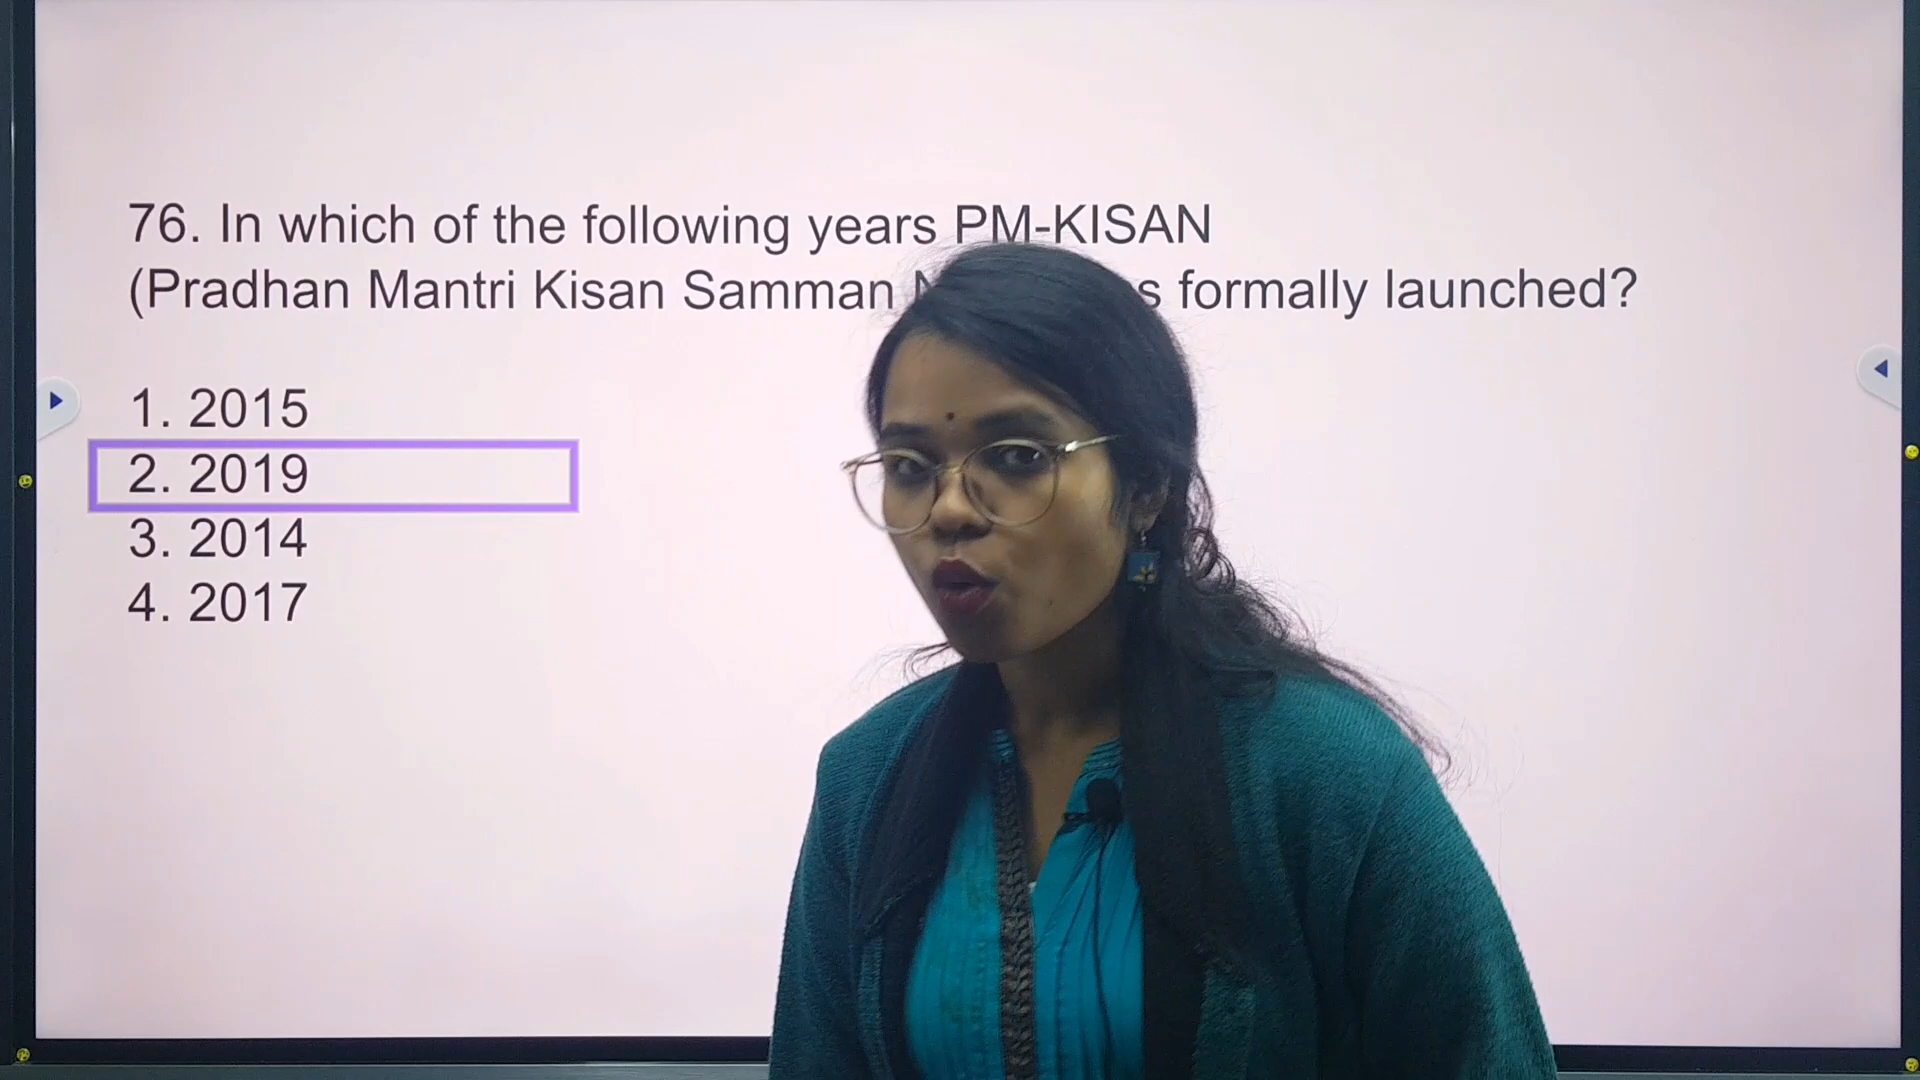 76. In which of the following years PM-KISAN
(Pradhan Mantri Kisan Samman formally launched?
1. 2015
2. 2019
3. 2014
4. 2017